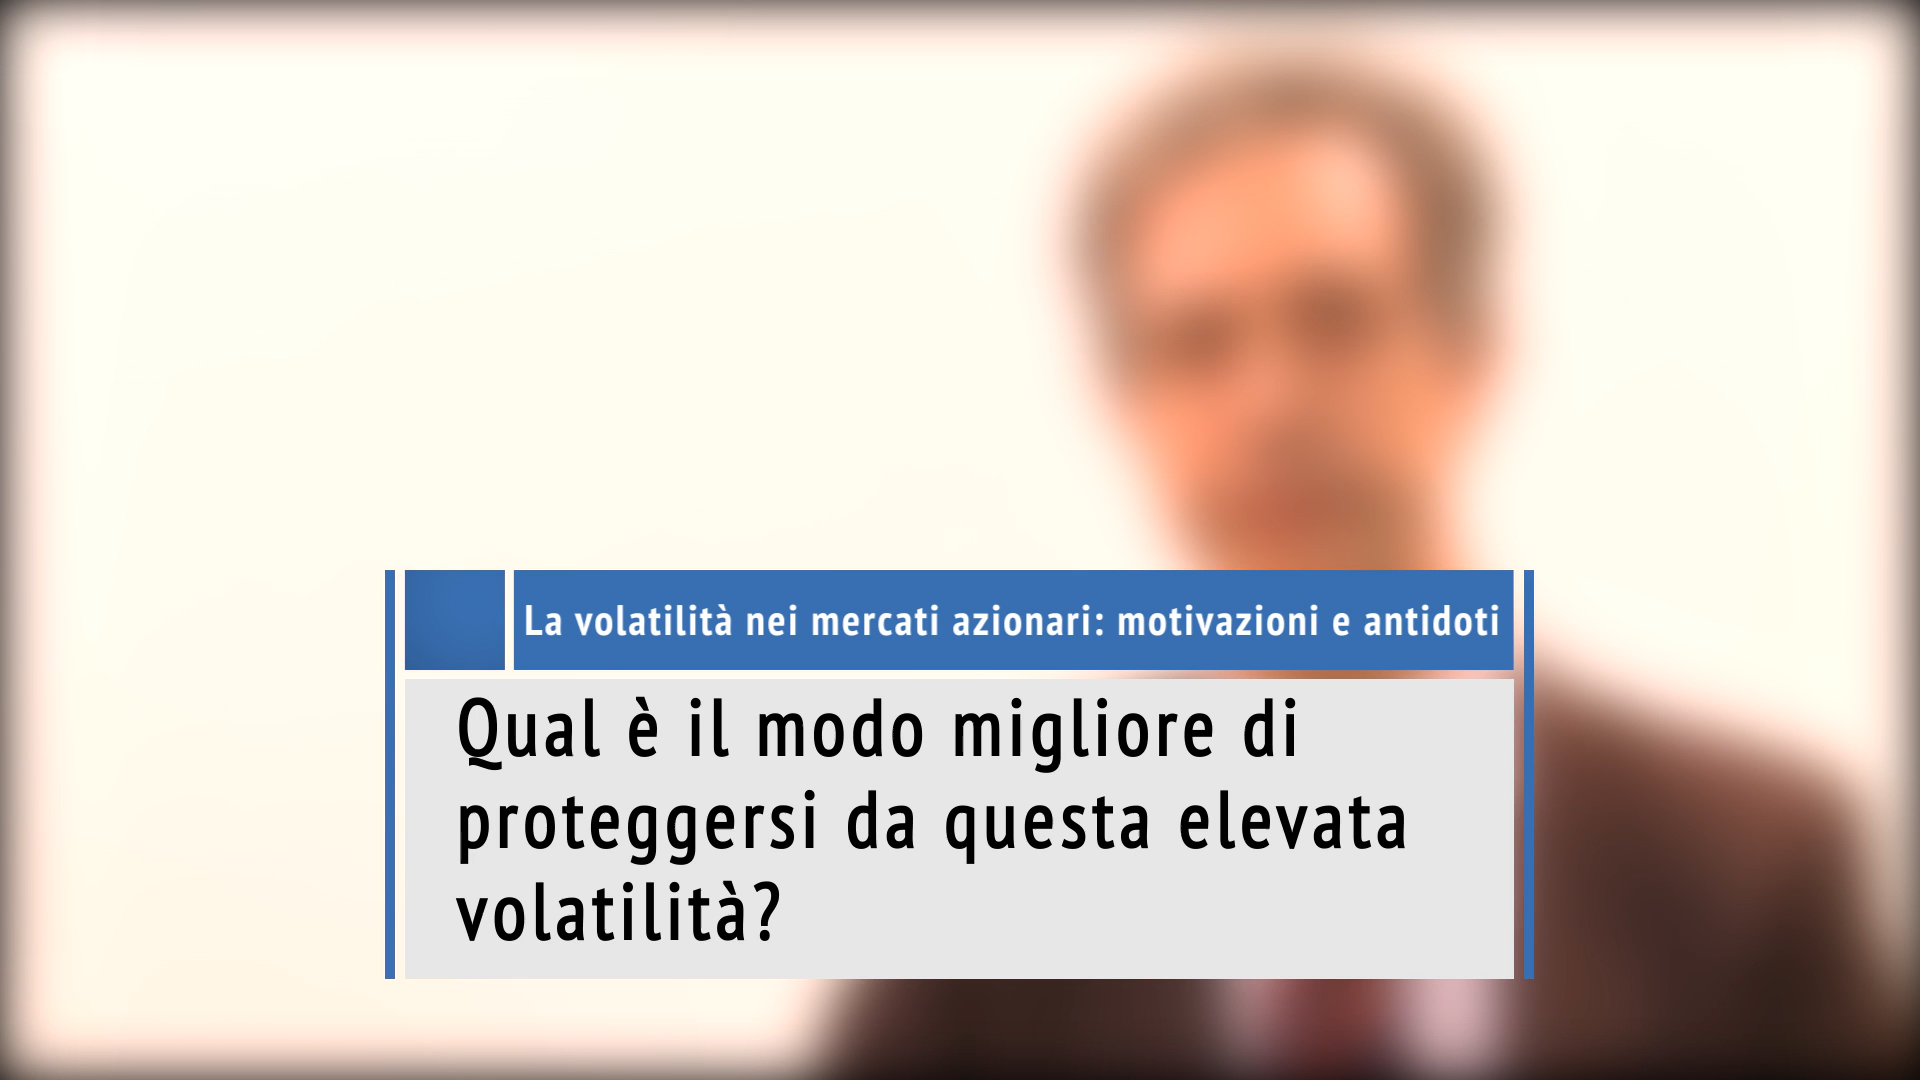 La volatilità nei mercati azionari: motivazioni e antidoti
Qual è il modo migliore di
proteggersi da questa elevata
volatilità?